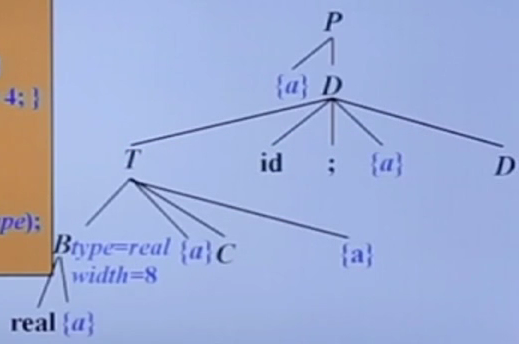 P
{a} D
4; }
T id ; {a} D
pe);
B type=real {a} C {a}
width=8
real {a}